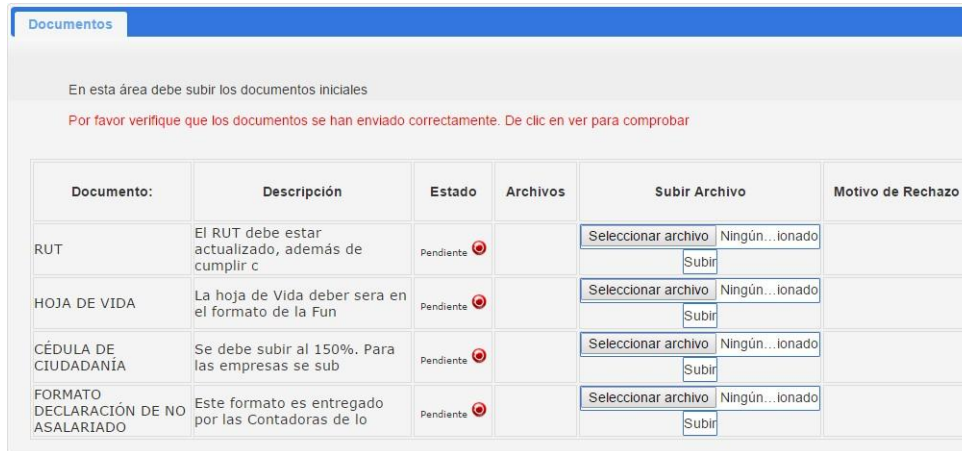 Documentos
En esta área debe subir los documentos iniciales
Por favor verifique que los documentos se han enviado correctamente. De clic en ver para comprobar
Documento: Descripción Estado Archivos Subir Archivo Motivo de Rechazo
RUT
El RUT debe estar
actualizado, además de
cumplir c
Pendiente
Seleccionar archivo Ningún...ionado
Subir
HOJA DE VIDA
La hoja de Vida deber sera en
el formato de la Fun
Pendiente
Seleccionar archivo Ningún...ionado
Subir
CÉDULA DE
CIUDADANÍA
Se debe subir al 150%. Para
las empresas se sub
Pendiente
Seleccionar archivo Ningún...ionado
Subir
FORMATO
DECLARACIÓN DE NO
ASALARIADO
Este formato es entregado
por las Contadoras de lo
Pendiente
Seleccionar archivo Ningún...ionado
Subir